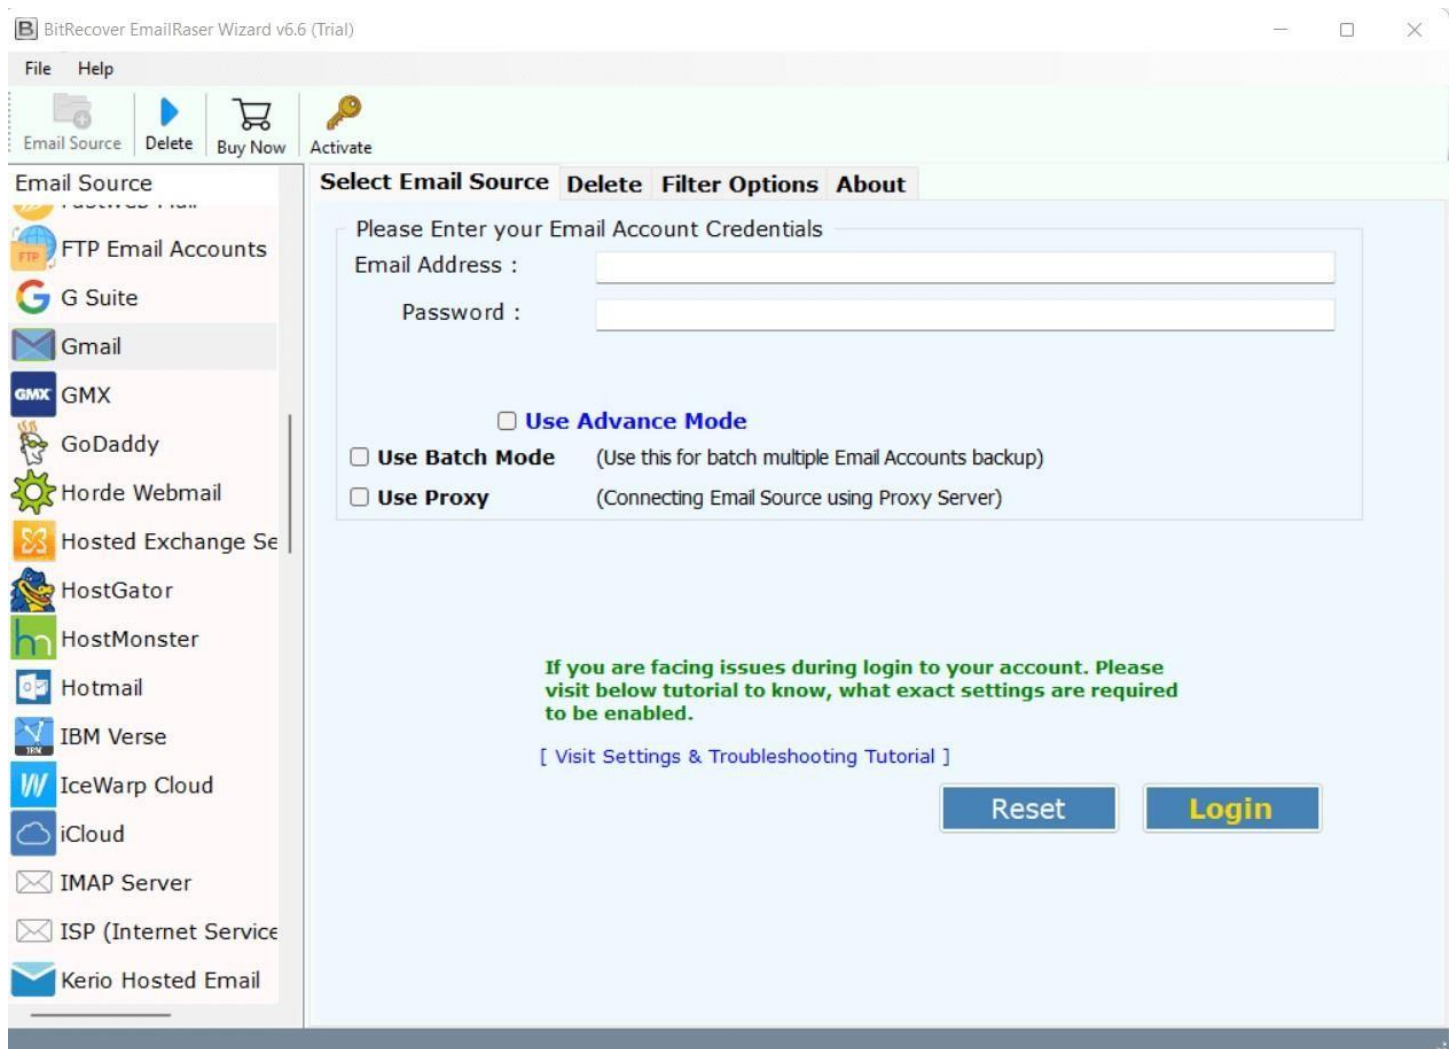 BitRecover EmailRaser Wizard v6.6 (Trial)
File Help
Email Source Delete Buy Now Activate
Email Source
FTP Email Accounts
G Suite
Gmail
GMX
GoDaddy
Horde Webmail
Hosted Exchange Se
HostGator
HostMonster
Hotmail
IBM Verse
IceWarp Cloud
iCloud
IMAP Server
ISP (Internet Service
Kerio Hosted Email
Select Email Source Delete Filter Options About
Please Enter your Email Account Credentials
Email Address :
Password :
Use Advance Mode
Use Batch Mode (Use this for batch multiple Email Accounts backup)
Use Proxy (Connecting Email Source using Proxy Server)
If you are facing issues during login to your account. Please
visit below tutorial to know, what exact settings are required
to be enabled.
[ Visit Settings & Troubleshooting Tutorial ]
Reset Login